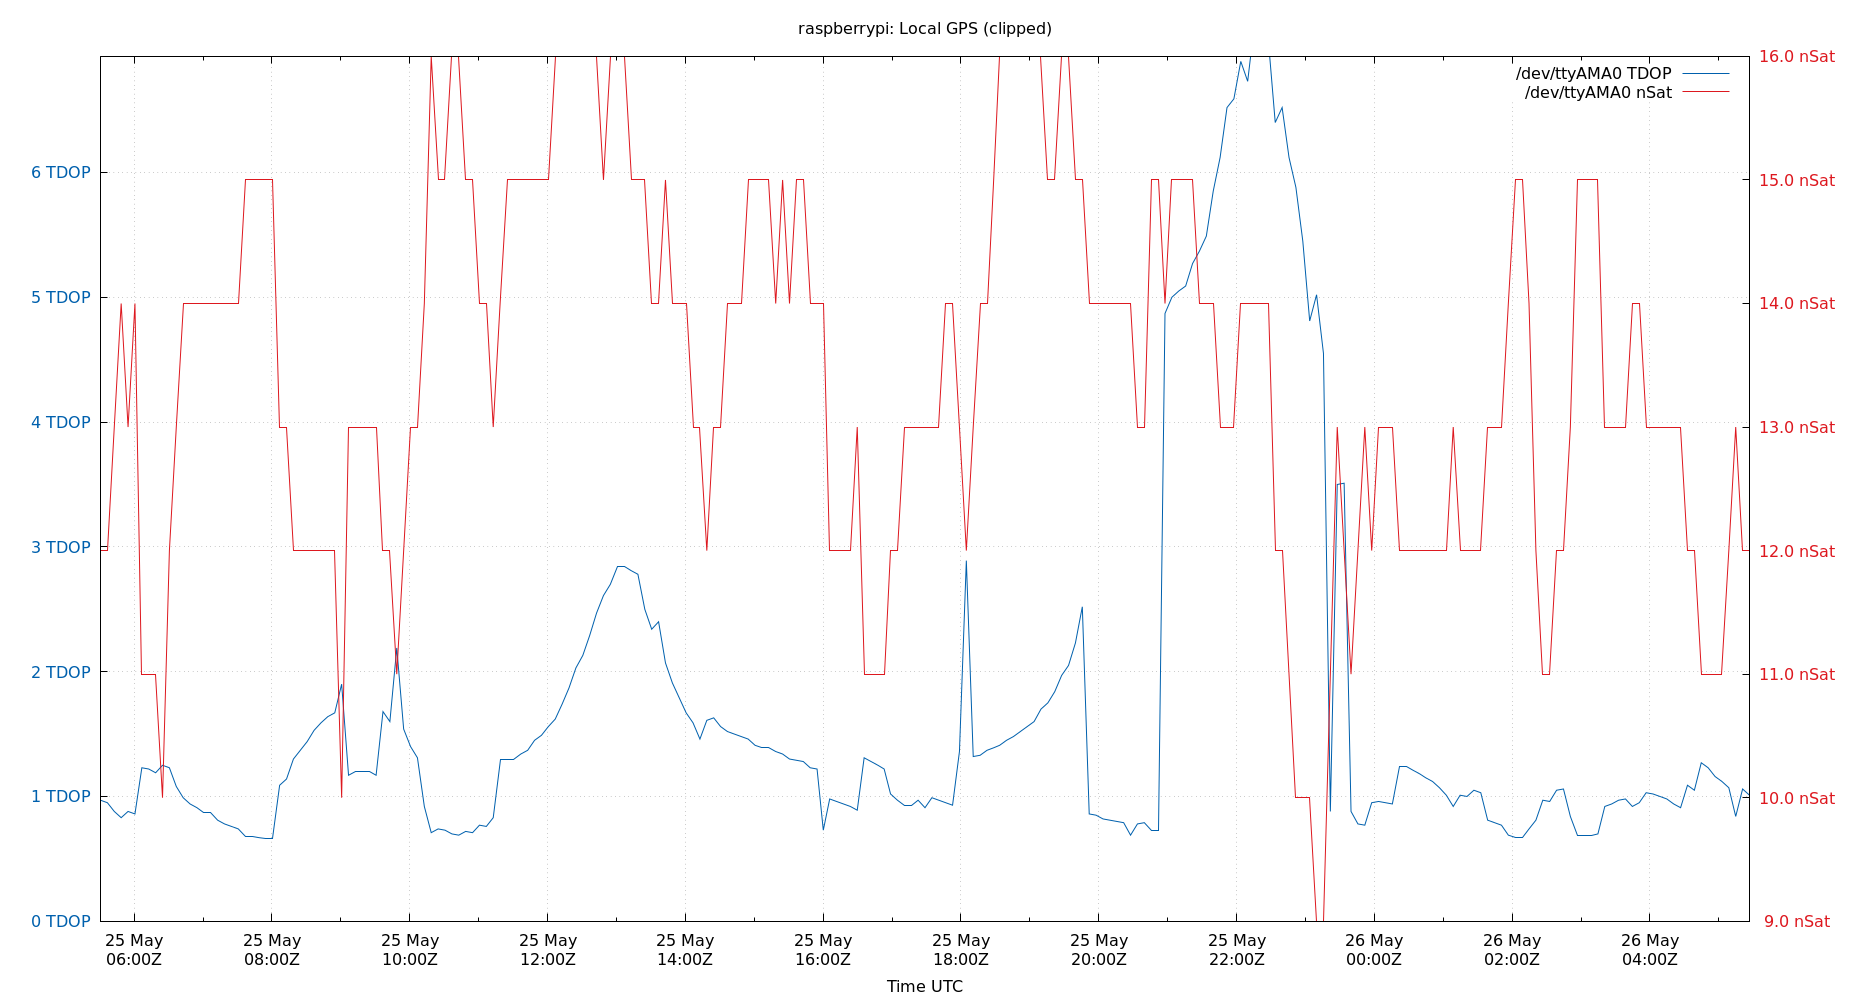 raspberrypi: Local GPS (clipped)
/dev/ttyAMA0 TDOP
/dev/ttyAMA0 nSat
6 TDOP
5 TDOP
4 TDOP
3 TDOP
2 TDOP
1 TDOP
0 TDOP
16.0 nSat
15.0 nSat
14.0 nSat
13.0 nSat
12.0 nSat
11.0 nSat
10.0 nSat
9.0 nSat
25 May
06:00Z
25 May
08:00Z
25 May
10:00Z
25 May
12:00Z
25 May
14:00Z
25 May
16:00Z
25 May
18:00Z
25 May
20:00Z
25 May
22:00Z
26 May
00:00Z
26 May
02:00Z
26 May
04:00Z
Time UTC